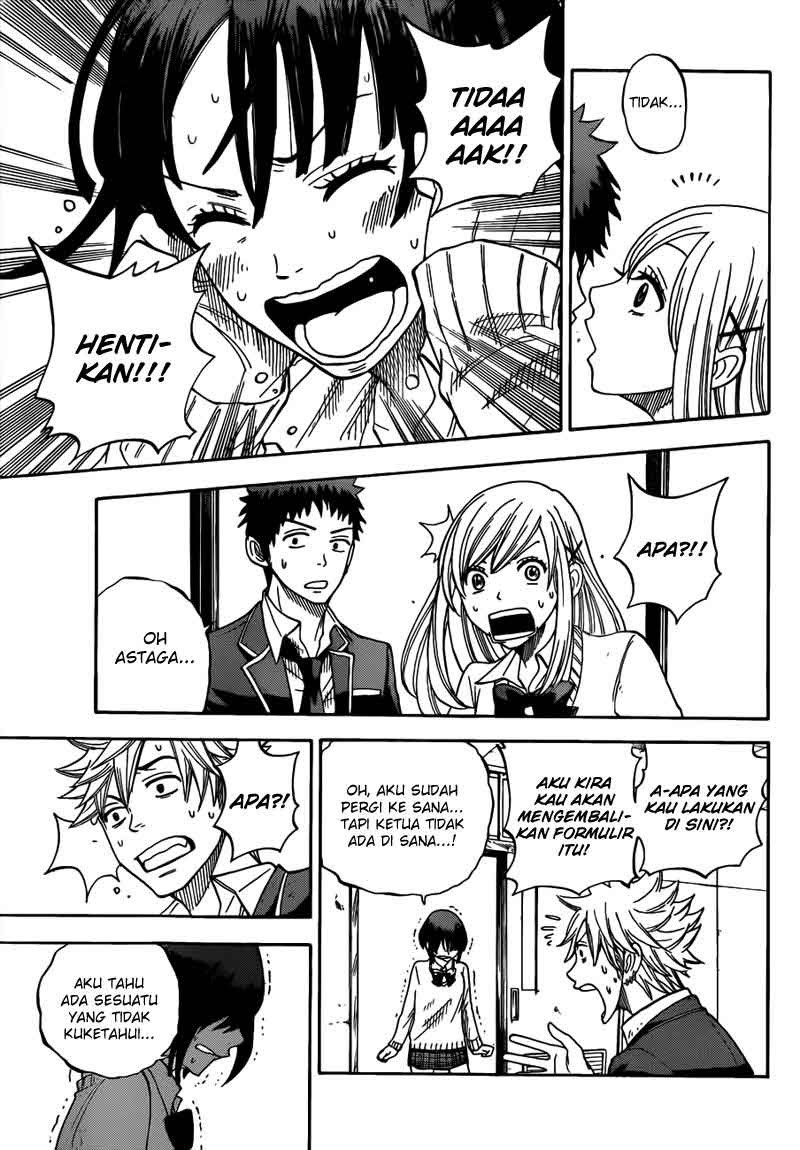 TIDAK...
TIDAA
AAAA
AAK!!
HENTI-
KAN!!!
APA?!!
OH
ASTAGA...
A-APA YANG
KAU LAKUKAN
DI SINI?!
AKU KIRA
KAU AKAN
MENGEMBALI-
KAN FORMULIR
ITU!
OH, AKU SUDAH
PERGI KE SANA...
TAPI KETUA TIDAK
ADA DI SANA...!
APA?!
AKU TAHU
ADA SESUATU
YANG TIDAK
KUKETAHUI...